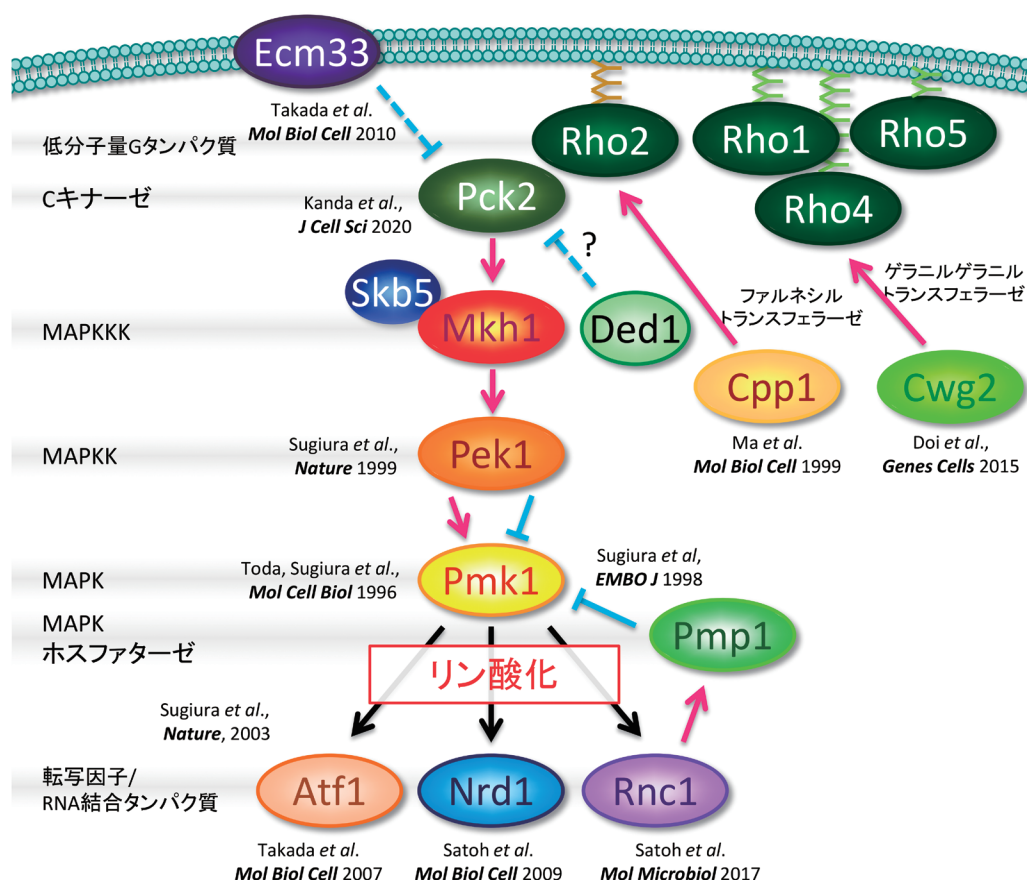 Ecm33
Takada et al.
Mol Biol Cell 2010
低分子量Gタンパク質
Rho2
Rho1
Rho5
Rho4
Cキナーゼ
Kanda et al.,
J Cell Sci 2020
Pck2
?
ゲラニルゲラニル
トランスフェラーゼ
ファルネシル
トランスフェラーゼ
Skb5
MAPKKK
Mkh1
Ded1
Cpp1
Cwg2
Ma et al.
Mol Biol Cell 1999
Doi et al.,
Genes Cells 2015
MAPKK
Sugiura et al.,
Nature 1999
Pek1
MAPK
Toda, Sugiura et al.,
Mol Cell Biol 1996
Pmk1
Sugiura et al,
EMBO J 1998
MAPK
ホスファターゼ
Pmp1
リン酸化
Sugiura et al.,
Nature, 2003
転写因子/
RNA結合タンパク質
Atf1
Nrd1
Rnc1
Takada et al.
Mol Biol Cell 2007
Satoh et al.
Mol Biol Cell 2009
Satoh et al.
Mol Microbiol 2017